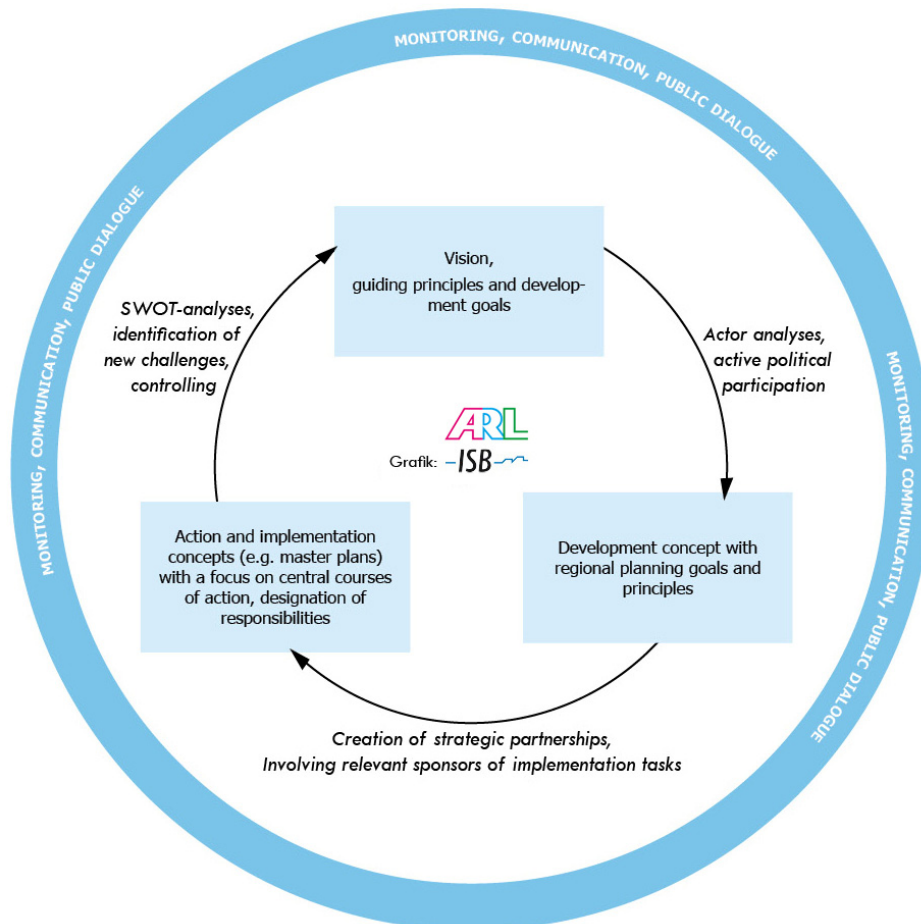 MONITORING, COMMUNICATION, PUBLIC DIALOGUE
MONITORING, COMMUNICATION, PUBLIC DIALOGUE
MONITORING, COMMUNICATION, PUBLIC DIALOGUE
Vision,
guiding principles and develop-
ment goals
SWOT-analyses,
identification of
new challenges,
controlling
Actor analyses,
active political
participation
ARL
Grafik: ISB
Action and implementation
concepts (e.g. master plans)
with a focus on central courses
of action, designation of
responsibilities
Development concept with
regional planning goals and
principles
Creation of strategic partnerships,
Involving relevant sponsors of implementation tasks